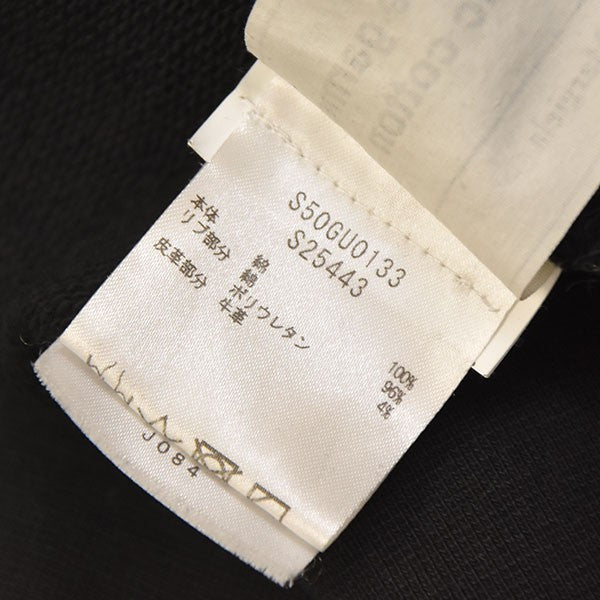 S50GU0133
S25443
本体 綿 100%
リブ部分 綿 96%
ポリウレタン 4%
皮革部分 牛革
J084
cotton